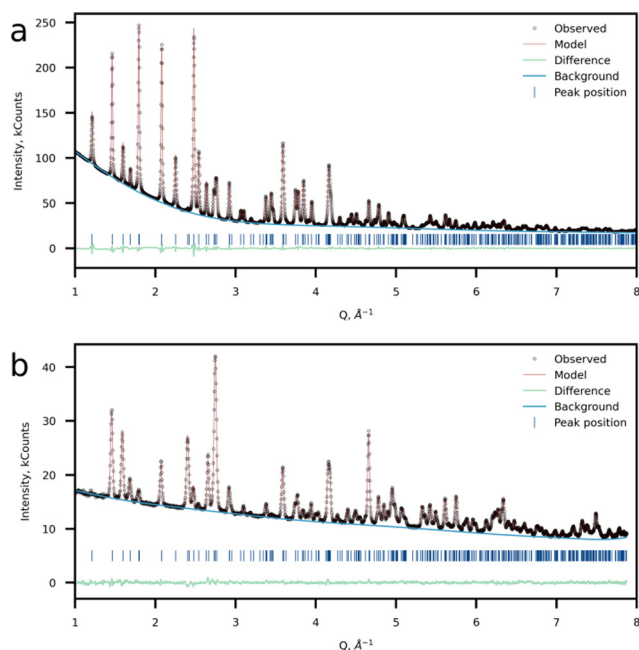 a
250
200
150
100
50
0
Intensity, kCounts
Observed
Model
Difference
Background
Peak position
1 2 3 4 5 6 7 8
Q, Å⁻¹
b
40
30
20
10
0
Intensity, kCounts
Observed
Model
Difference
Background
Peak position
1 2 3 4 5 6 7 8
Q, Å⁻¹